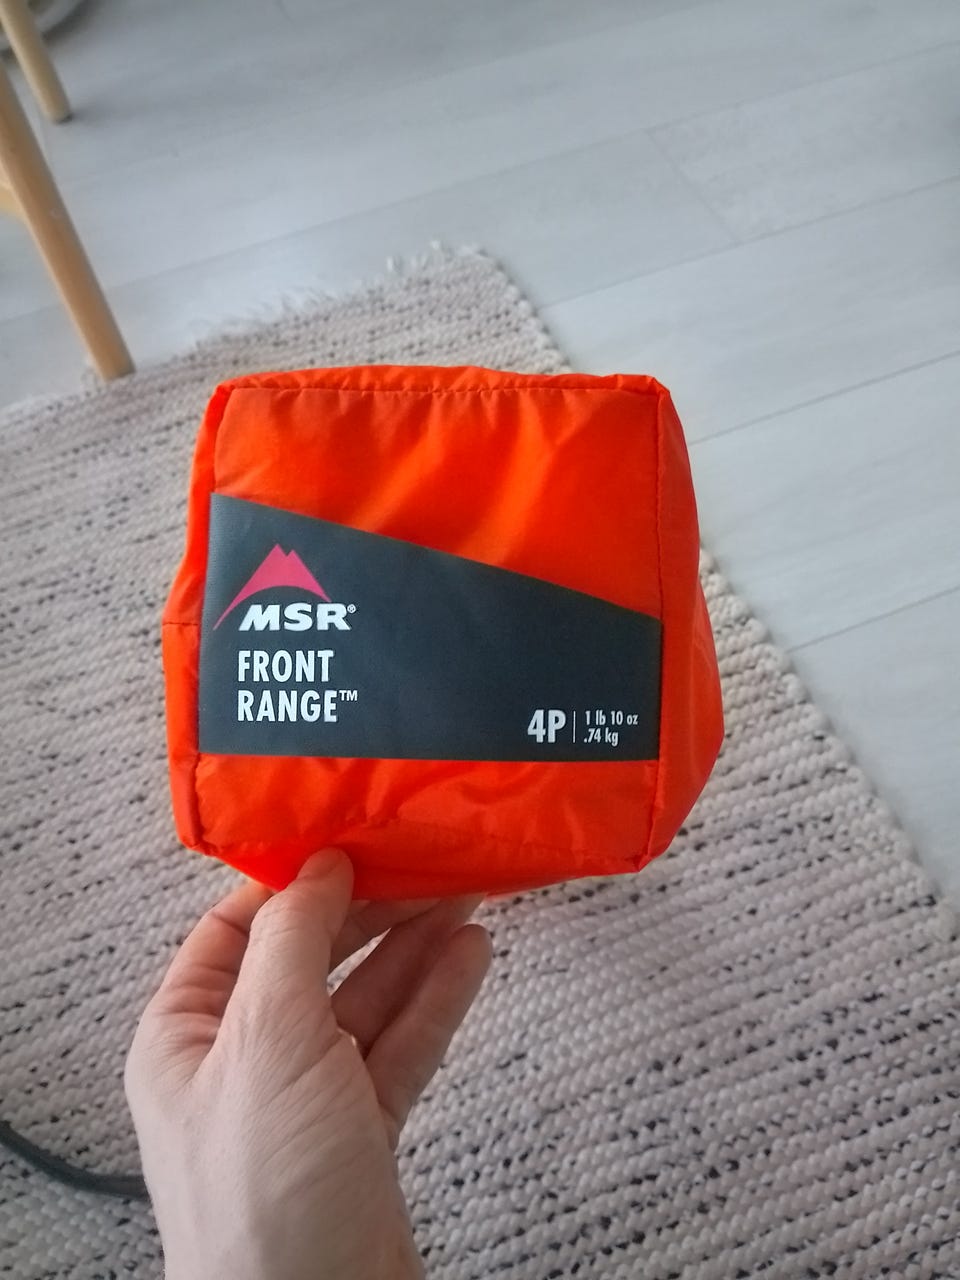 MSR®
FRONT
RANGE™
4P | 1 lb 10 oz
.74 kg